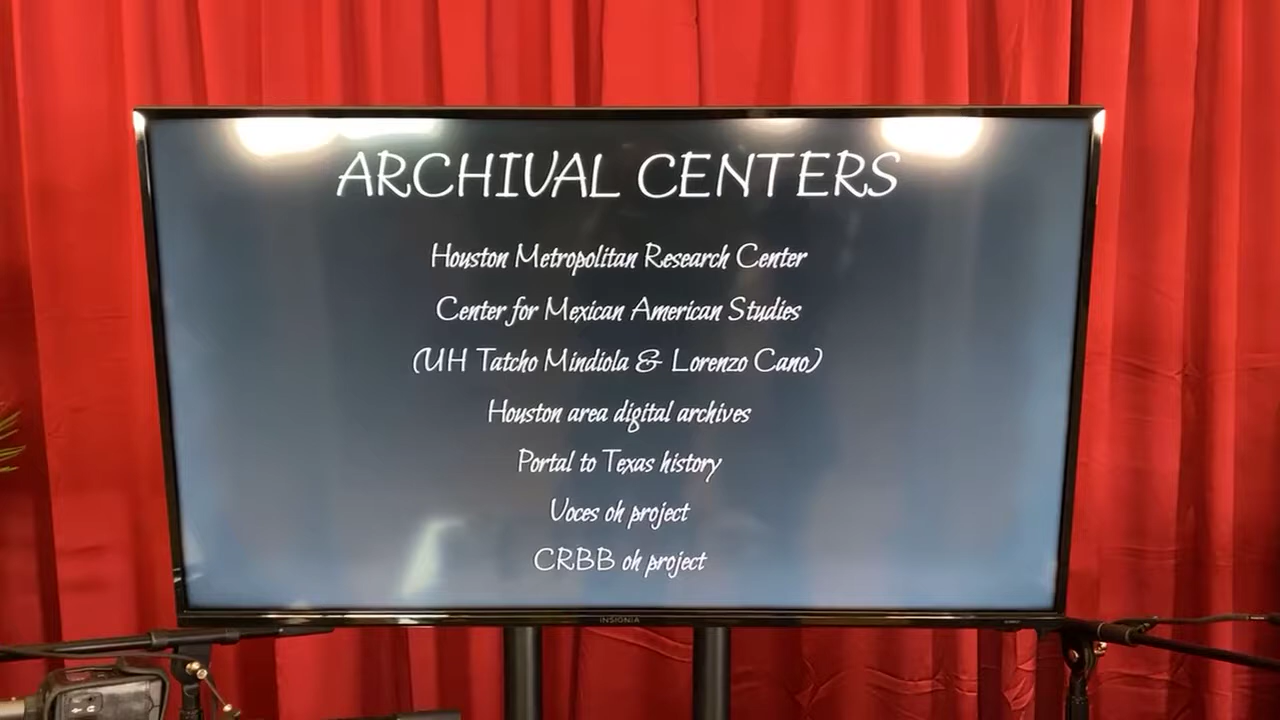 ARCHIVAL CENTERS
Houston Metropolitan Research Center
Center for Mexican American Studies
(UH Tatcho Mindiola & Lorenzo Cano)
Houston area digital archives
Portal to Texas history
Voces oh project
CRBB oh project
INSIGNIA